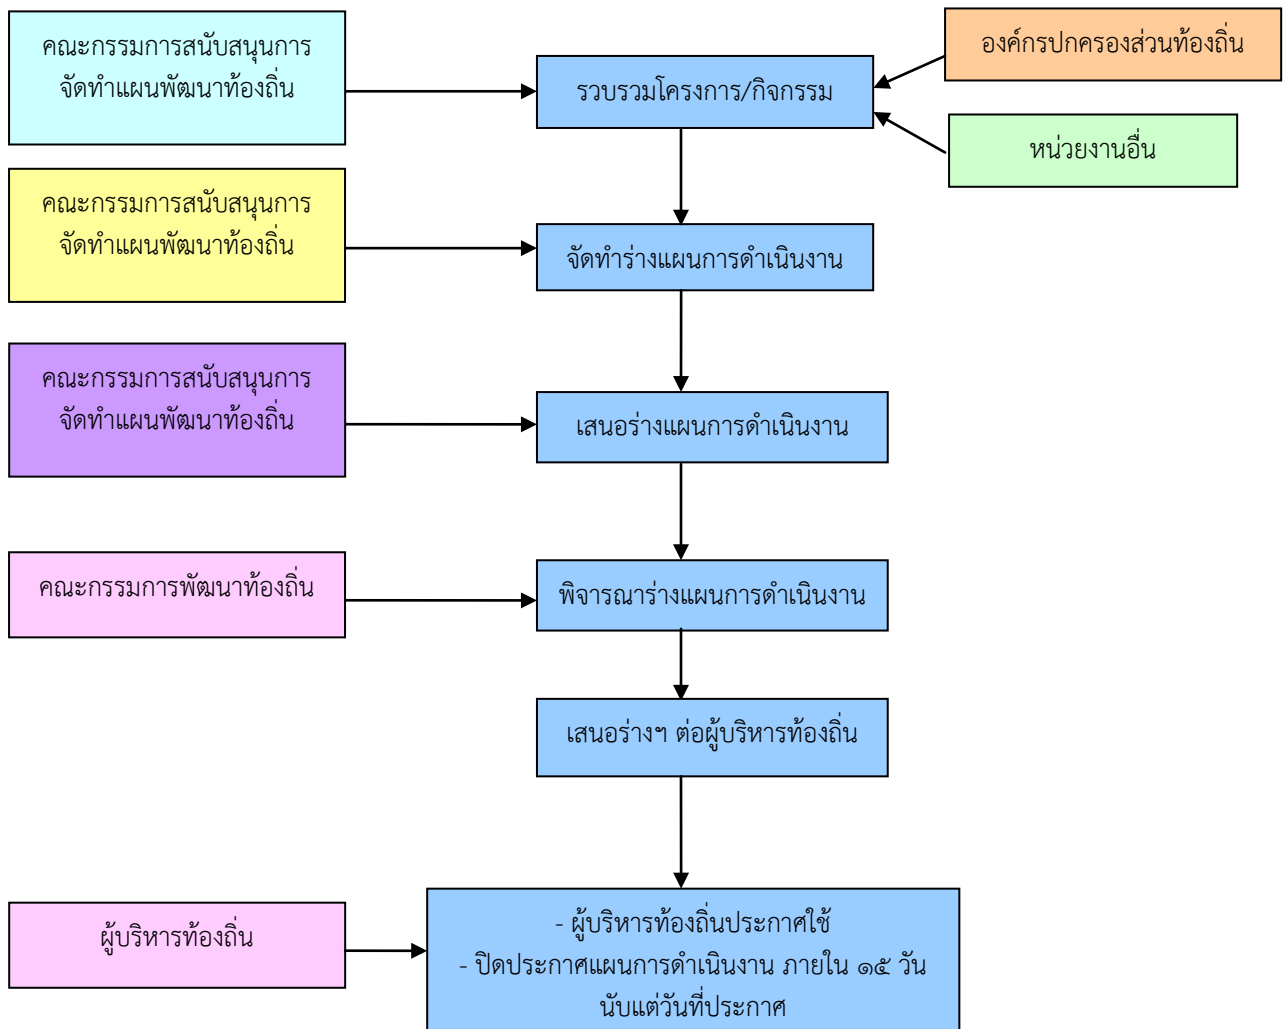 คณะกรรมการสนับสนุนการ
จัดทำแผนพัฒนาท้องถิ่น
รวบรวมโครงการ/กิจกรรม
องค์กรปกครองส่วนท้องถิ่น
หน่วยงานอื่น
คณะกรรมการสนับสนุนการ
จัดทำแผนพัฒนาท้องถิ่น
จัดทำร่างแผนการดำเนินงาน
คณะกรรมการสนับสนุนการ
จัดทำแผนพัฒนาท้องถิ่น
เสนอร่างแผนการดำเนินงาน
คณะกรรมการพัฒนาท้องถิ่น
พิจารณาร่างแผนการดำเนินงาน
เสนอร่างฯ ต่อผู้บริหารท้องถิ่น
ผู้บริหารท้องถิ่น
- ผู้บริหารท้องถิ่นประกาศใช้
- ปิดประกาศแผนการดำเนินงาน ภายใน ๑๕ วัน
นับแต่วันที่ประกาศ